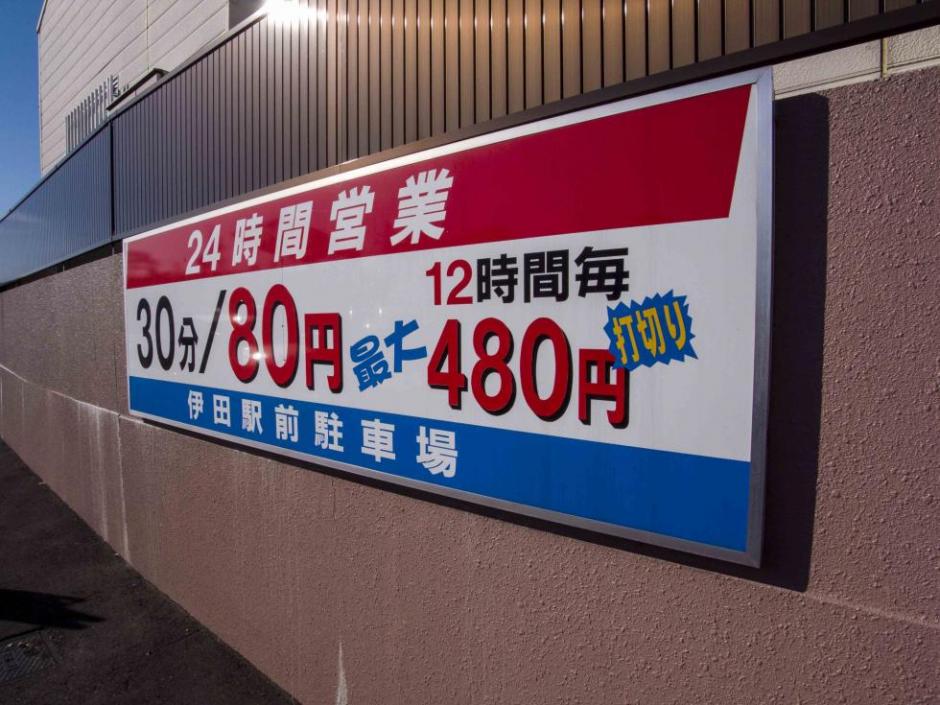 24時間営業
12時間毎
30分/80円 最大 480円 打切り
伊田駅前駐車場